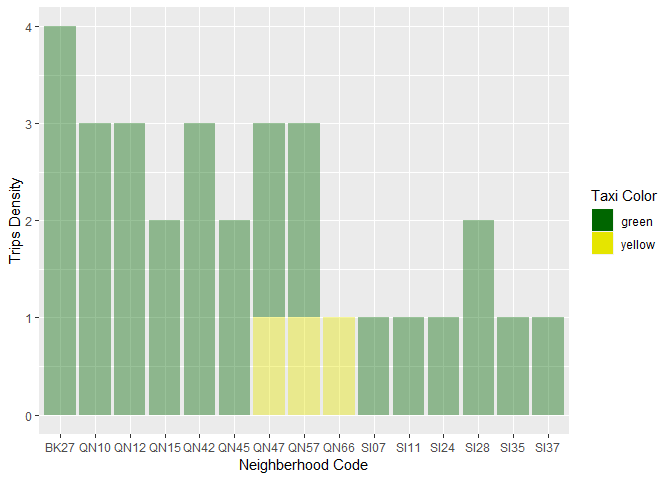 4
3
2
1
0
Trips Density
BK27 QN10 QN12 QN15 QN42 QN45 QN47 QN57 QN66 SI07 SI11 SI24 SI28 SI35 SI37
Neighberhood Code
Taxi Color
green
yellow